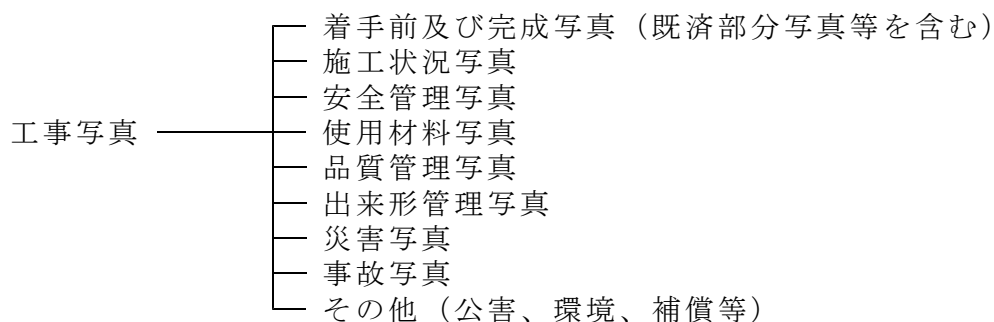 着手前及び完成写真（既済部分写真等を含む）
施工状況写真
安全管理写真
工事写真 使用材料写真
品質管理写真
出来形管理写真
災害写真
事故写真
その他（公害、環境、補償等）